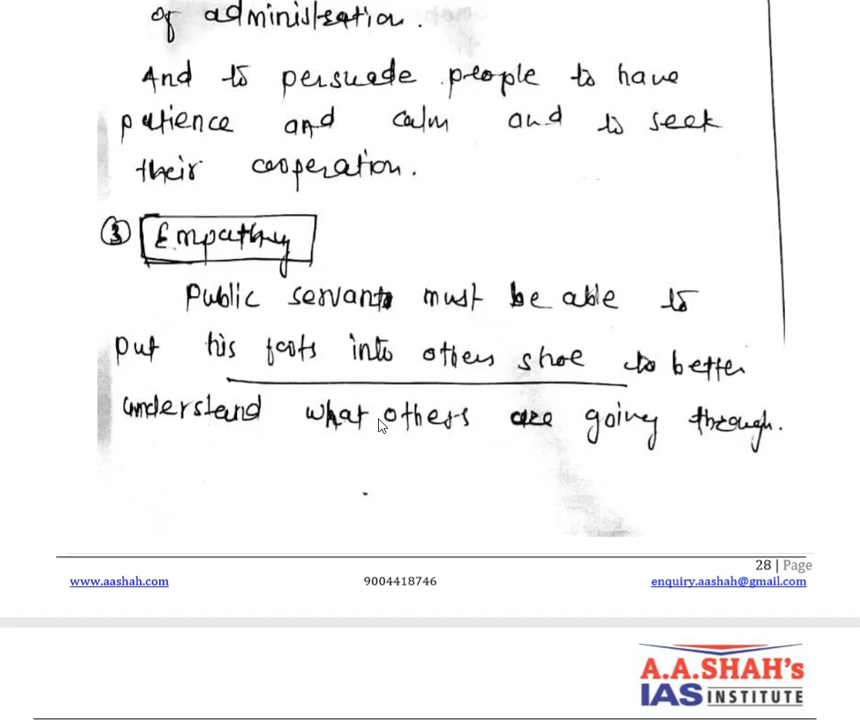 of administration.
And to persuade people to have
patience and calm and to seek
their cooperation.
③ Empathy
Public servant must be able to
put his foots into others shoe to better
understand what others are going through.
28 | Page
www.aashah.com 9004418746 enquiry.aashah@gmail.com
A.A.SHAH's
IAS INSTITUTE